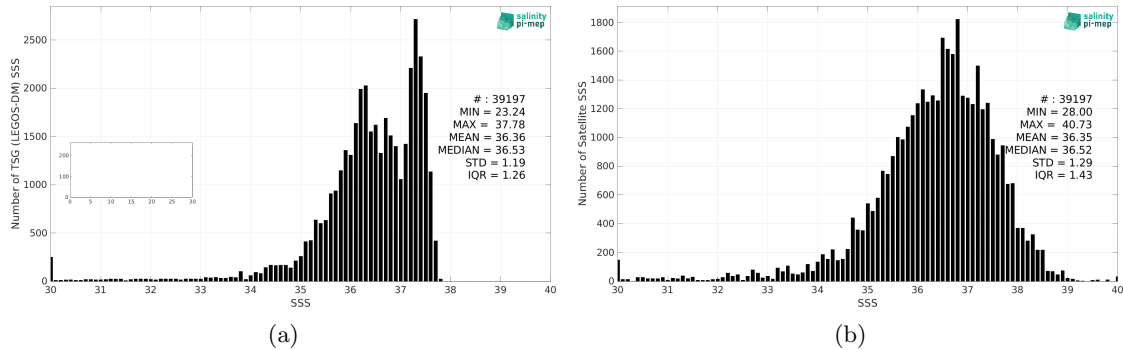 salinity
pi-mep
Number of TSG (LEGOS-DM) SSS
2500
2000
1500
1000
500
0
# : 39197
MIN = 23.24
MAX = 37.78
MEAN = 36.36
MEDIAN = 36.53
STD = 1.19
IQR = 1.26
200
100
0
0 5 10 15 20 25 30
30 31 32 33 34 35 36 37 38 39 40
SSS
(a)
salinity
pi-mep
Number of Satellite SSS
1800
1600
1400
1200
1000
800
600
400
200
0
# : 39197
MIN = 28.00
MAX = 40.73
MEAN = 36.35
MEDIAN = 36.52
STD = 1.29
IQR = 1.43
30 31 32 33 34 35 36 37 38 39 40
SSS
(b)